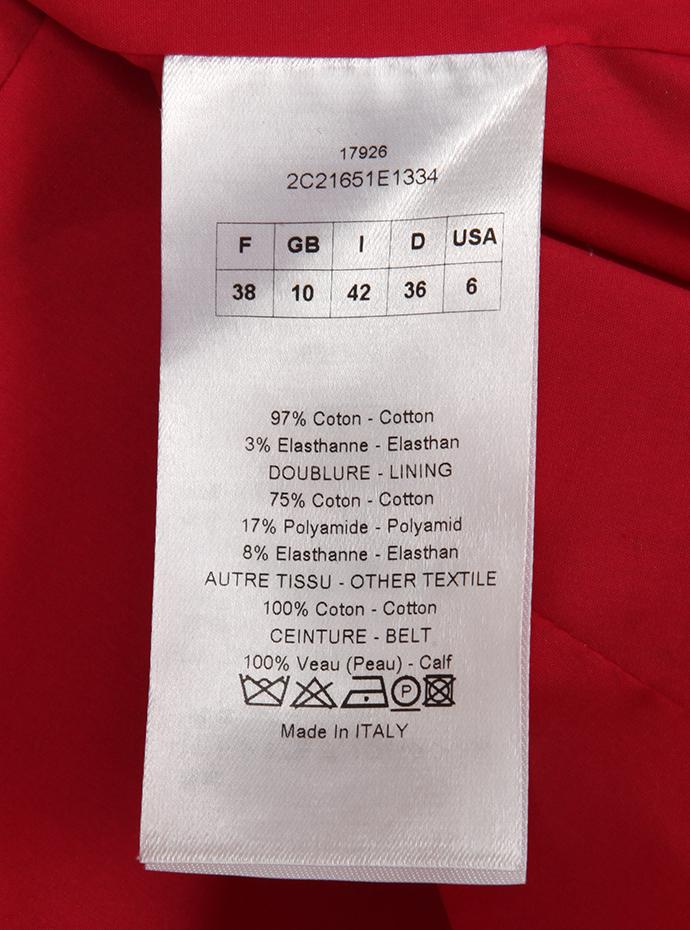 17926
2C21651E1334
F GB I D USA
38 10 42 36 6
97% Coton - Cotton
3% Elasthanne - Elasthan
DOUBLURE - LINING
75% Coton - Cotton
17% Polyamide - Polyamid
8% Elasthanne - Elasthan
AUTRE TISSU - OTHER TEXTILE
100% Coton - Cotton
CEINTURE - BELT
100% Veau (Peau) - Calf
P
Made In ITALY